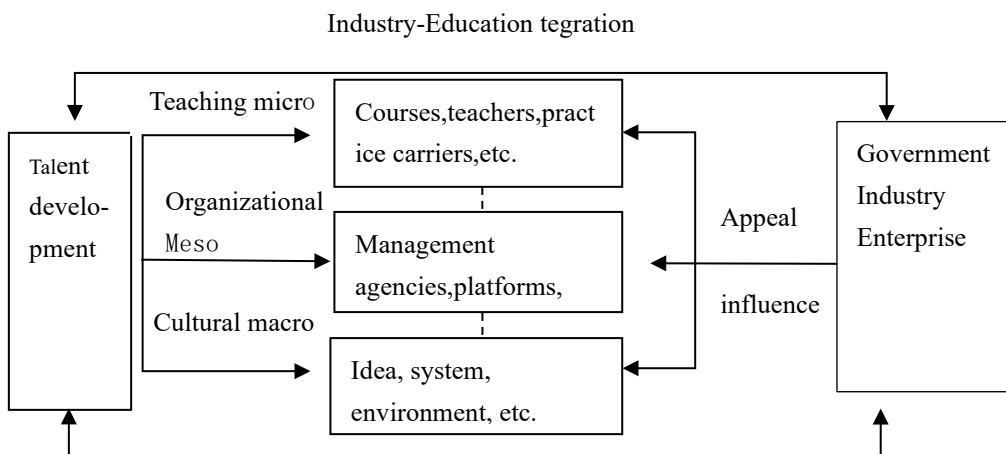 Industry-Education tegration
Teaching micro
Courses,teachers,pract
ice carriers,etc.
Talent
develo-
pment
Organizational
Meso
Management
agencies,platforms,
Cultural macro
Idea, system,
environment, etc.
Appeal
influence
Government
Industry
Enterprise